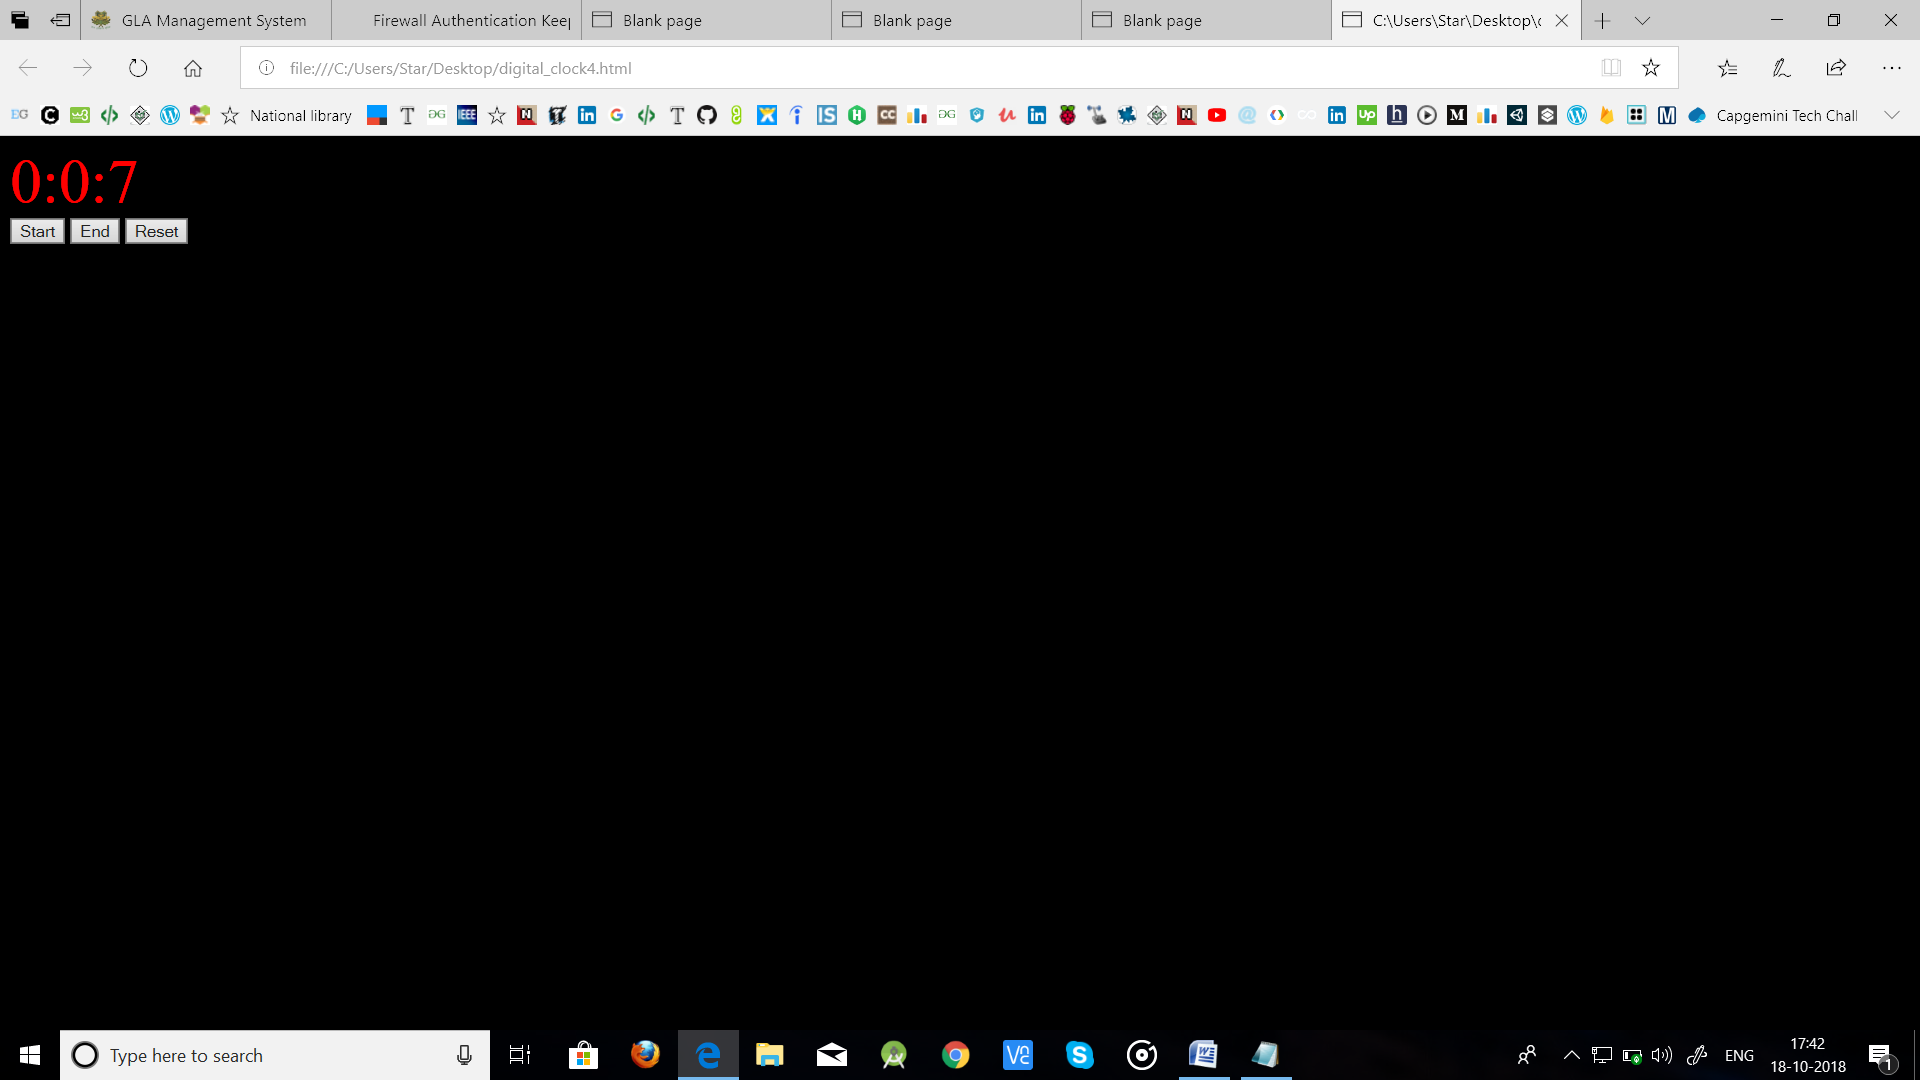 GLA Management System
Firewall Authentication Keep
Blank page
Blank page
Blank page
C:\Users\Star\Desktop\d
file:///C:/Users/Star/Desktop/digital_clock4.html
National library
Capgemini Tech Chall
0:0:7
Start
End
Reset
Type here to search
ENG
17:42
18-10-2018
1